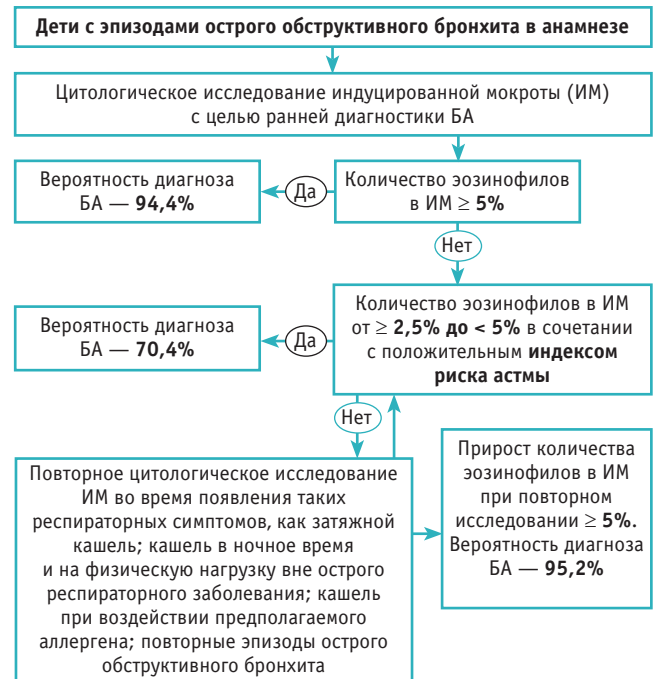 Дети с эпизодами острого обструктивного бронхита в анамнезе
Цитологическое исследование индуцированной мокроты (ИМ)
с целью ранней диагностики БА
Вероятность диагноза
БА — 94,4%
Да
Количество эозинофилов
в ИМ ≥ 5%
Нет
Вероятность диагноза
БА — 70,4%
Да
Количество эозинофилов в ИМ
от ≥ 2,5% до < 5% в сочетании
с положительным индексом
риска астмы
Нет
Повторное цитологическое исследование
ИМ во время появления таких
респираторных симптомов, как затяжной
кашель; кашель в ночное время
и на физическую нагрузку вне острого
респираторного заболевания; кашель
при воздействии предполагаемого
аллергена; повторные эпизоды острого
обструктивного бронхита
Прирост количества
эозинофилов в ИМ
при повторном
исследовании ≥ 5%.
Вероятность диагноза
БА — 95,2%